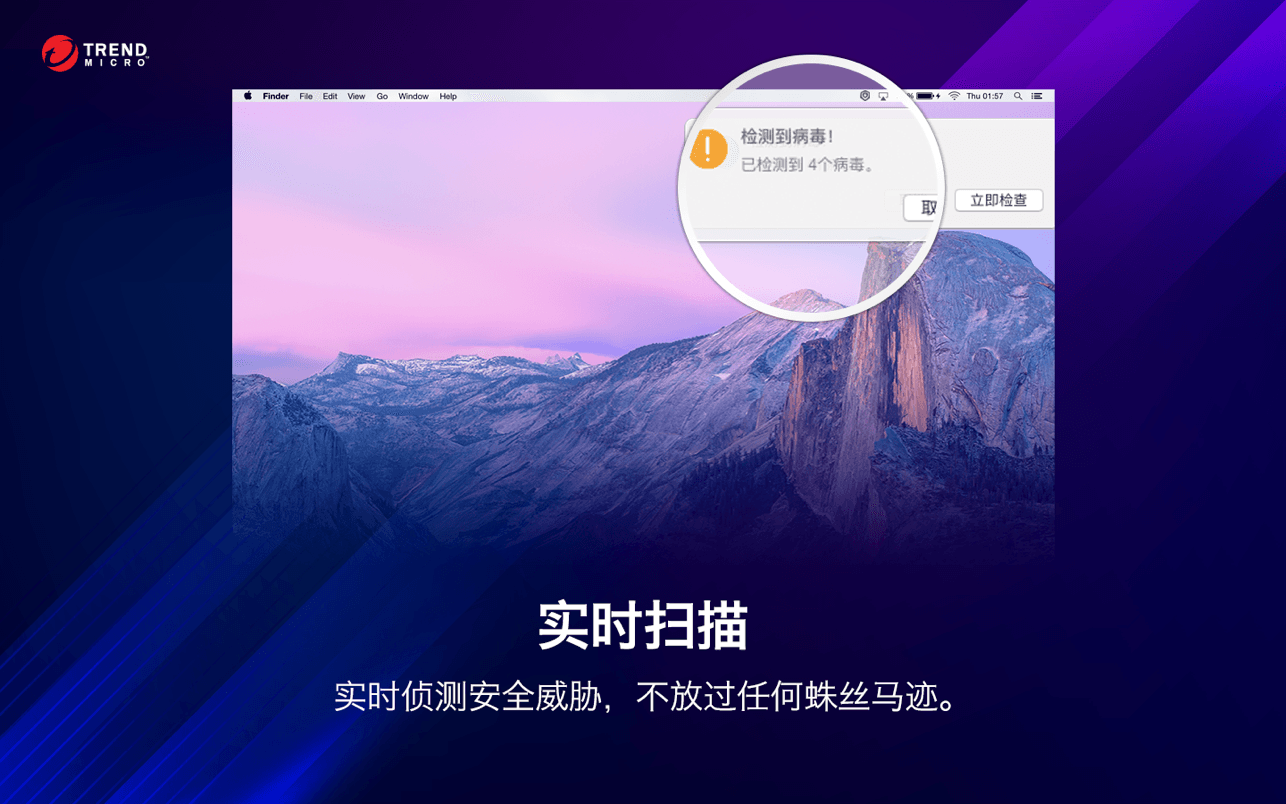 TREND
MICRO™
Finder File Edit View Go Window Help
% Thu 01:57
检测到病毒！
已检测到 4个病毒。
取
立即检查
实时扫描
实时侦测安全威胁，不放过任何蛛丝马迹。